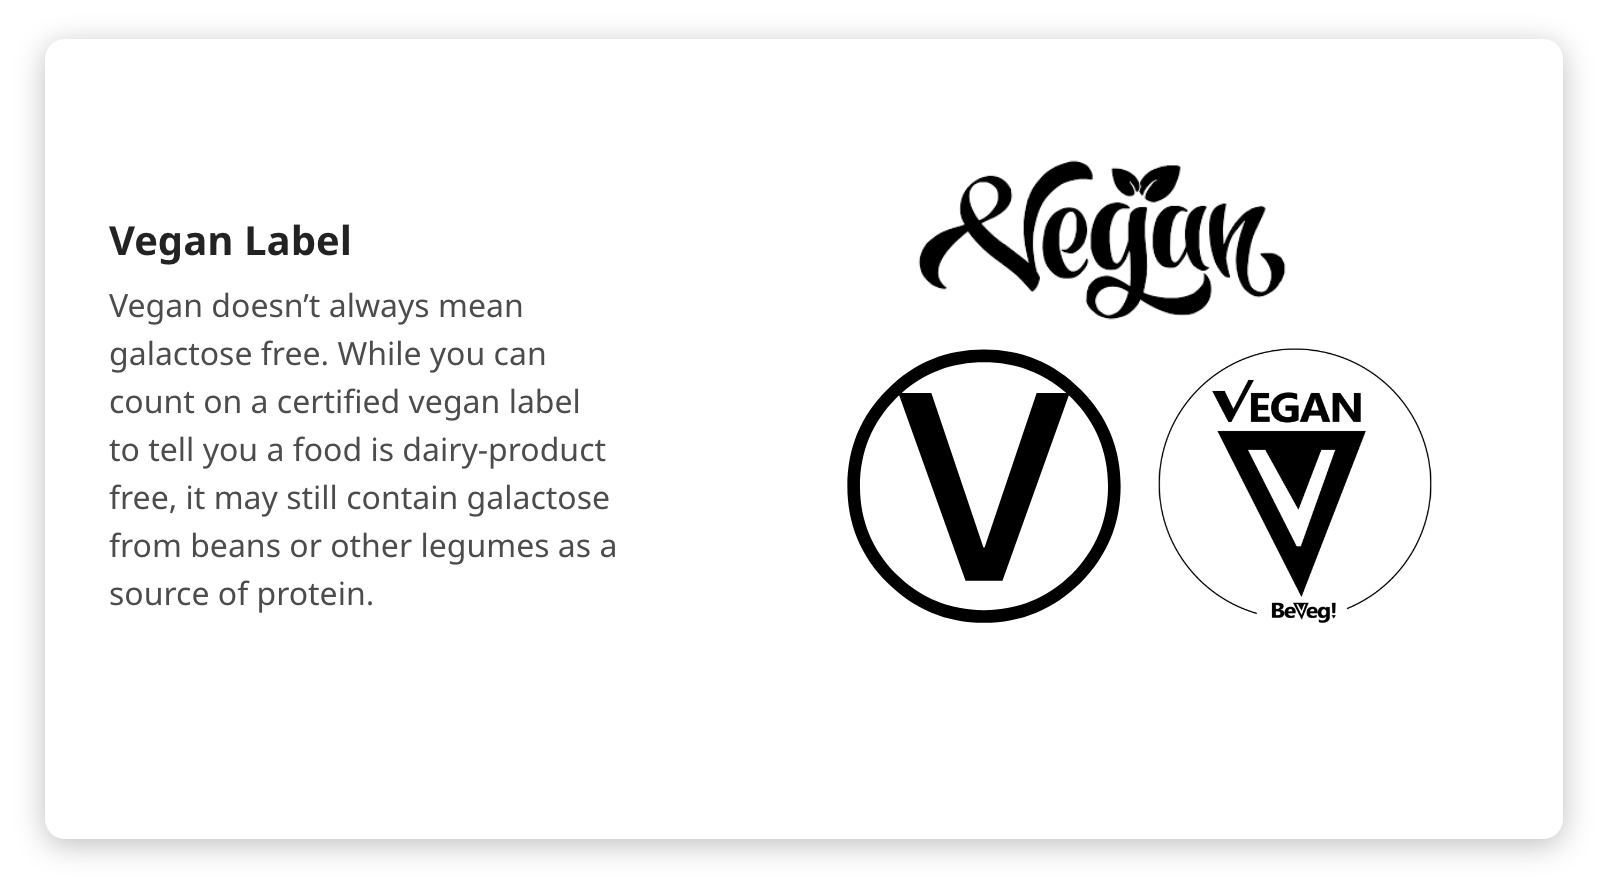 Vegan Label
Vegan doesn’t always mean
galactose free. While you can
count on a certified vegan label
to tell you a food is dairy-product
free, it may still contain galactose
from beans or other legumes as a
source of protein.
Vegan
V
VEGAN
V
BeVeg!